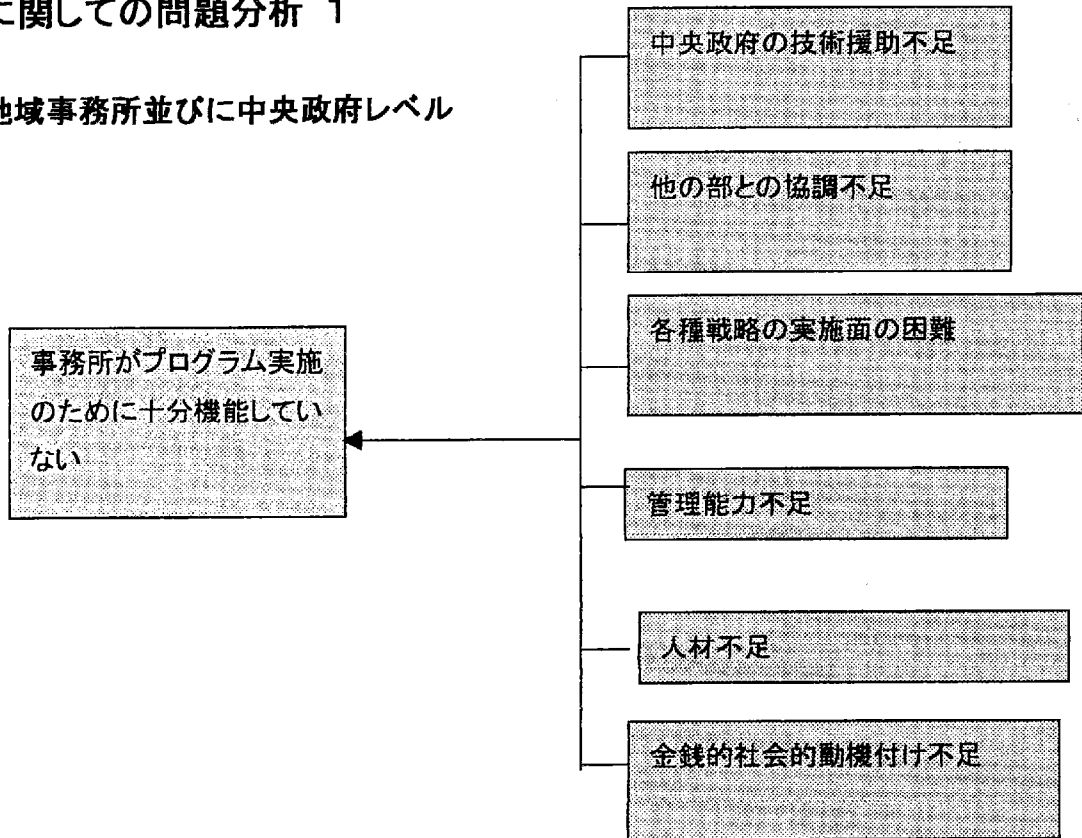 に関しての問題分析 1
地域事務所並びに中央政府レベル
中央政府の技術援助不足
他の部との協調不足
各種戦略の実施面の困難
事務所がプログラム実施
のために十分機能してい
ない
管理能力不足
人材不足
金銭的社会的動機付け不足